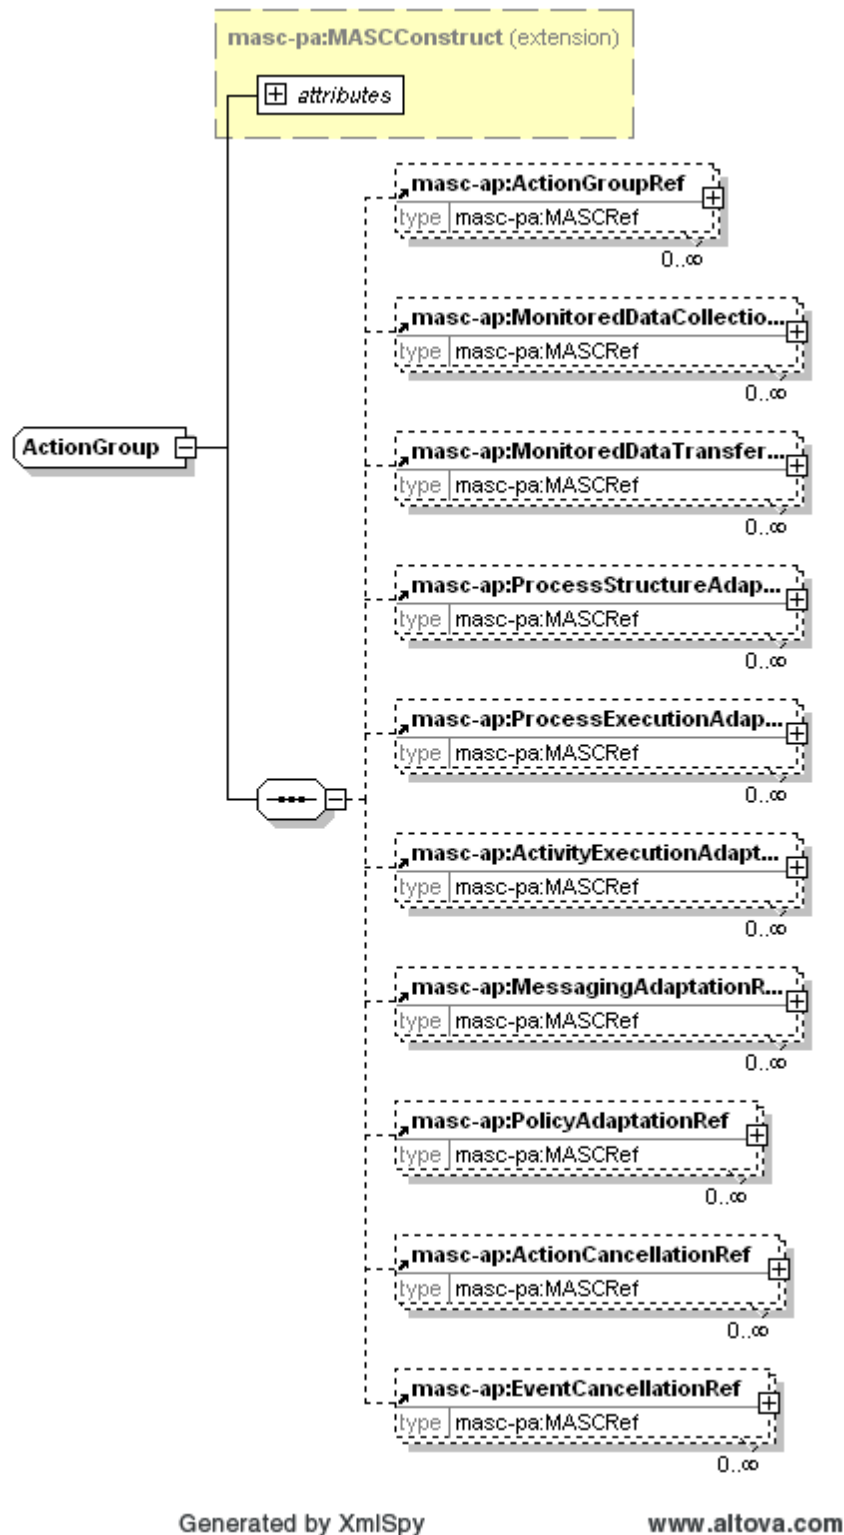 masc-pa:MASCConstruct (extension)
attributes
masc-ap:ActionGroupRef
type masc-pa:MASCRef
0..∞
masc-ap:MonitoredDataCollectio...
type masc-pa:MASCRef
0..∞
ActionGroup
masc-ap:MonitoredDataTransfer...
type masc-pa:MASCRef
0..∞
masc-ap:ProcessStructureAdap...
type masc-pa:MASCRef
0..∞
masc-ap:ProcessExecutionAdap...
type masc-pa:MASCRef
0..∞
masc-ap:ActivityExecutionAdapt...
type masc-pa:MASCRef
0..∞
masc-ap:MessagingAdaptationR...
type masc-pa:MASCRef
0..∞
masc-ap:PolicyAdaptationRef
type masc-pa:MASCRef
0..∞
masc-ap:ActionCancellationRef
type masc-pa:MASCRef
0..∞
masc-ap:EventCancellationRef
type masc-pa:MASCRef
0..∞
Generated by XmlSpy www.altova.com